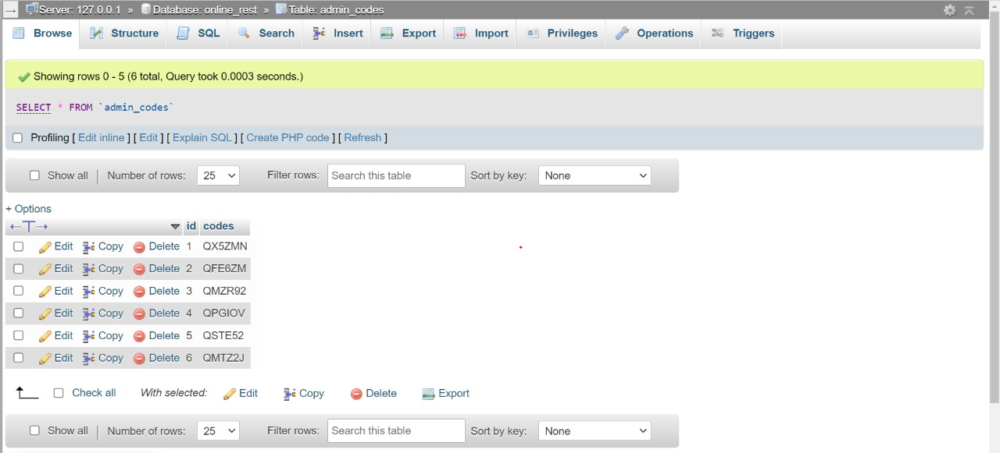 Server: 127.0.0.1 » Database: online_rest » Table: admin_codes
Browse Structure SQL Search Insert Export Import Privileges Operations Triggers
Showing rows 0 - 5 (6 total, Query took 0.0003 seconds.)
SELECT * FROM `admin_codes`
Profiling [ Edit inline ] [ Edit ] [ Explain SQL ] [ Create PHP code ] [ Refresh ]
Show all | Number of rows: 25 Filter rows: Search this table Sort by key: None
+ Options
←T→ id codes
Edit Copy Delete 1 QX5ZMN
Edit Copy Delete 2 QFE6ZM
Edit Copy Delete 3 QMZR92
Edit Copy Delete 4 QPGIOV
Edit Copy Delete 5 QSTE52
Edit Copy Delete 6 QMTZ2J
Check all With selected: Edit Copy Delete Export
Show all | Number of rows: 25 Filter rows: Search this table Sort by key: None